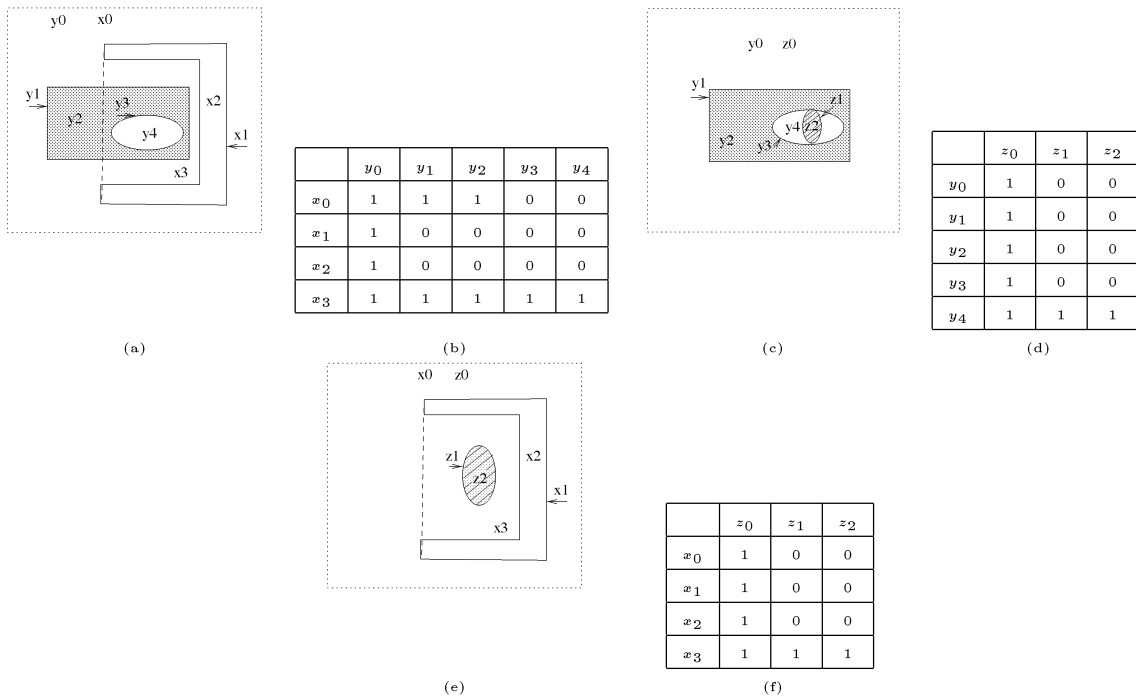 y0 x0
y1
y2
y3
y4
x2
x1
x3
(a)
y0 y1 y2 y3 y4
x0 1 1 1 0 0
x1 1 0 0 0 0
x2 1 0 0 0 0
x3 1 1 1 1 1
(b)
y0 z0
y1
z1
y4 z2
y2
y3
(c)
z0 z1 z2
y0 1 0 0
y1 1 0 0
y2 1 0 0
y3 1 0 0
y4 1 1 1
(d)
x0 z0
z1
x2
z2
x1
x3
(e)
z0 z1 z2
x0 1 0 0
x1 1 0 0
x2 1 0 0
x3 1 1 1
(f)